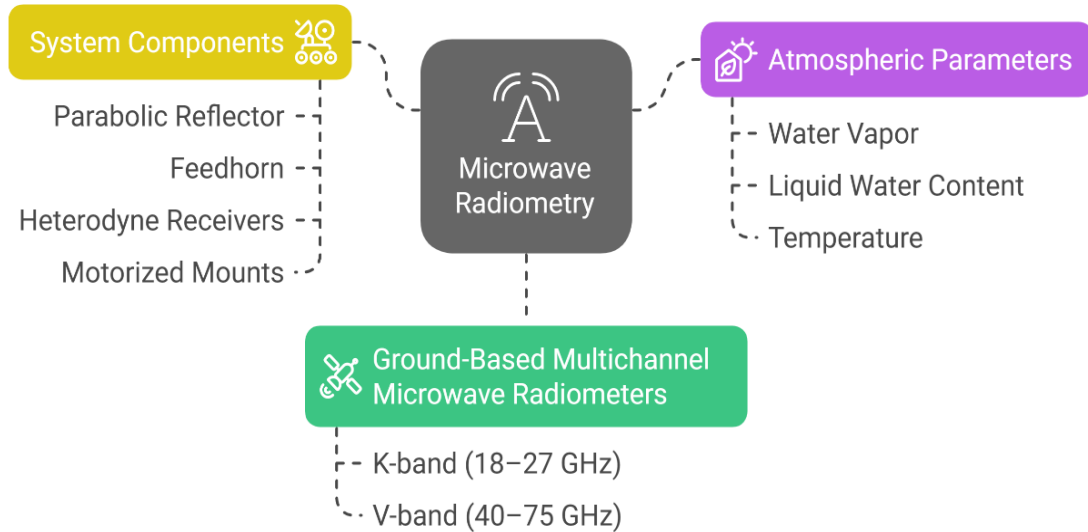 System Components
Parabolic Reflector
Feedhorn
Heterodyne Receivers
Motorized Mounts
Microwave
Radiometry
Atmospheric Parameters
Water Vapor
Liquid Water Content
Temperature
Ground-Based Multichannel
Microwave Radiometers
K-band (18–27 GHz)
V-band (40–75 GHz)